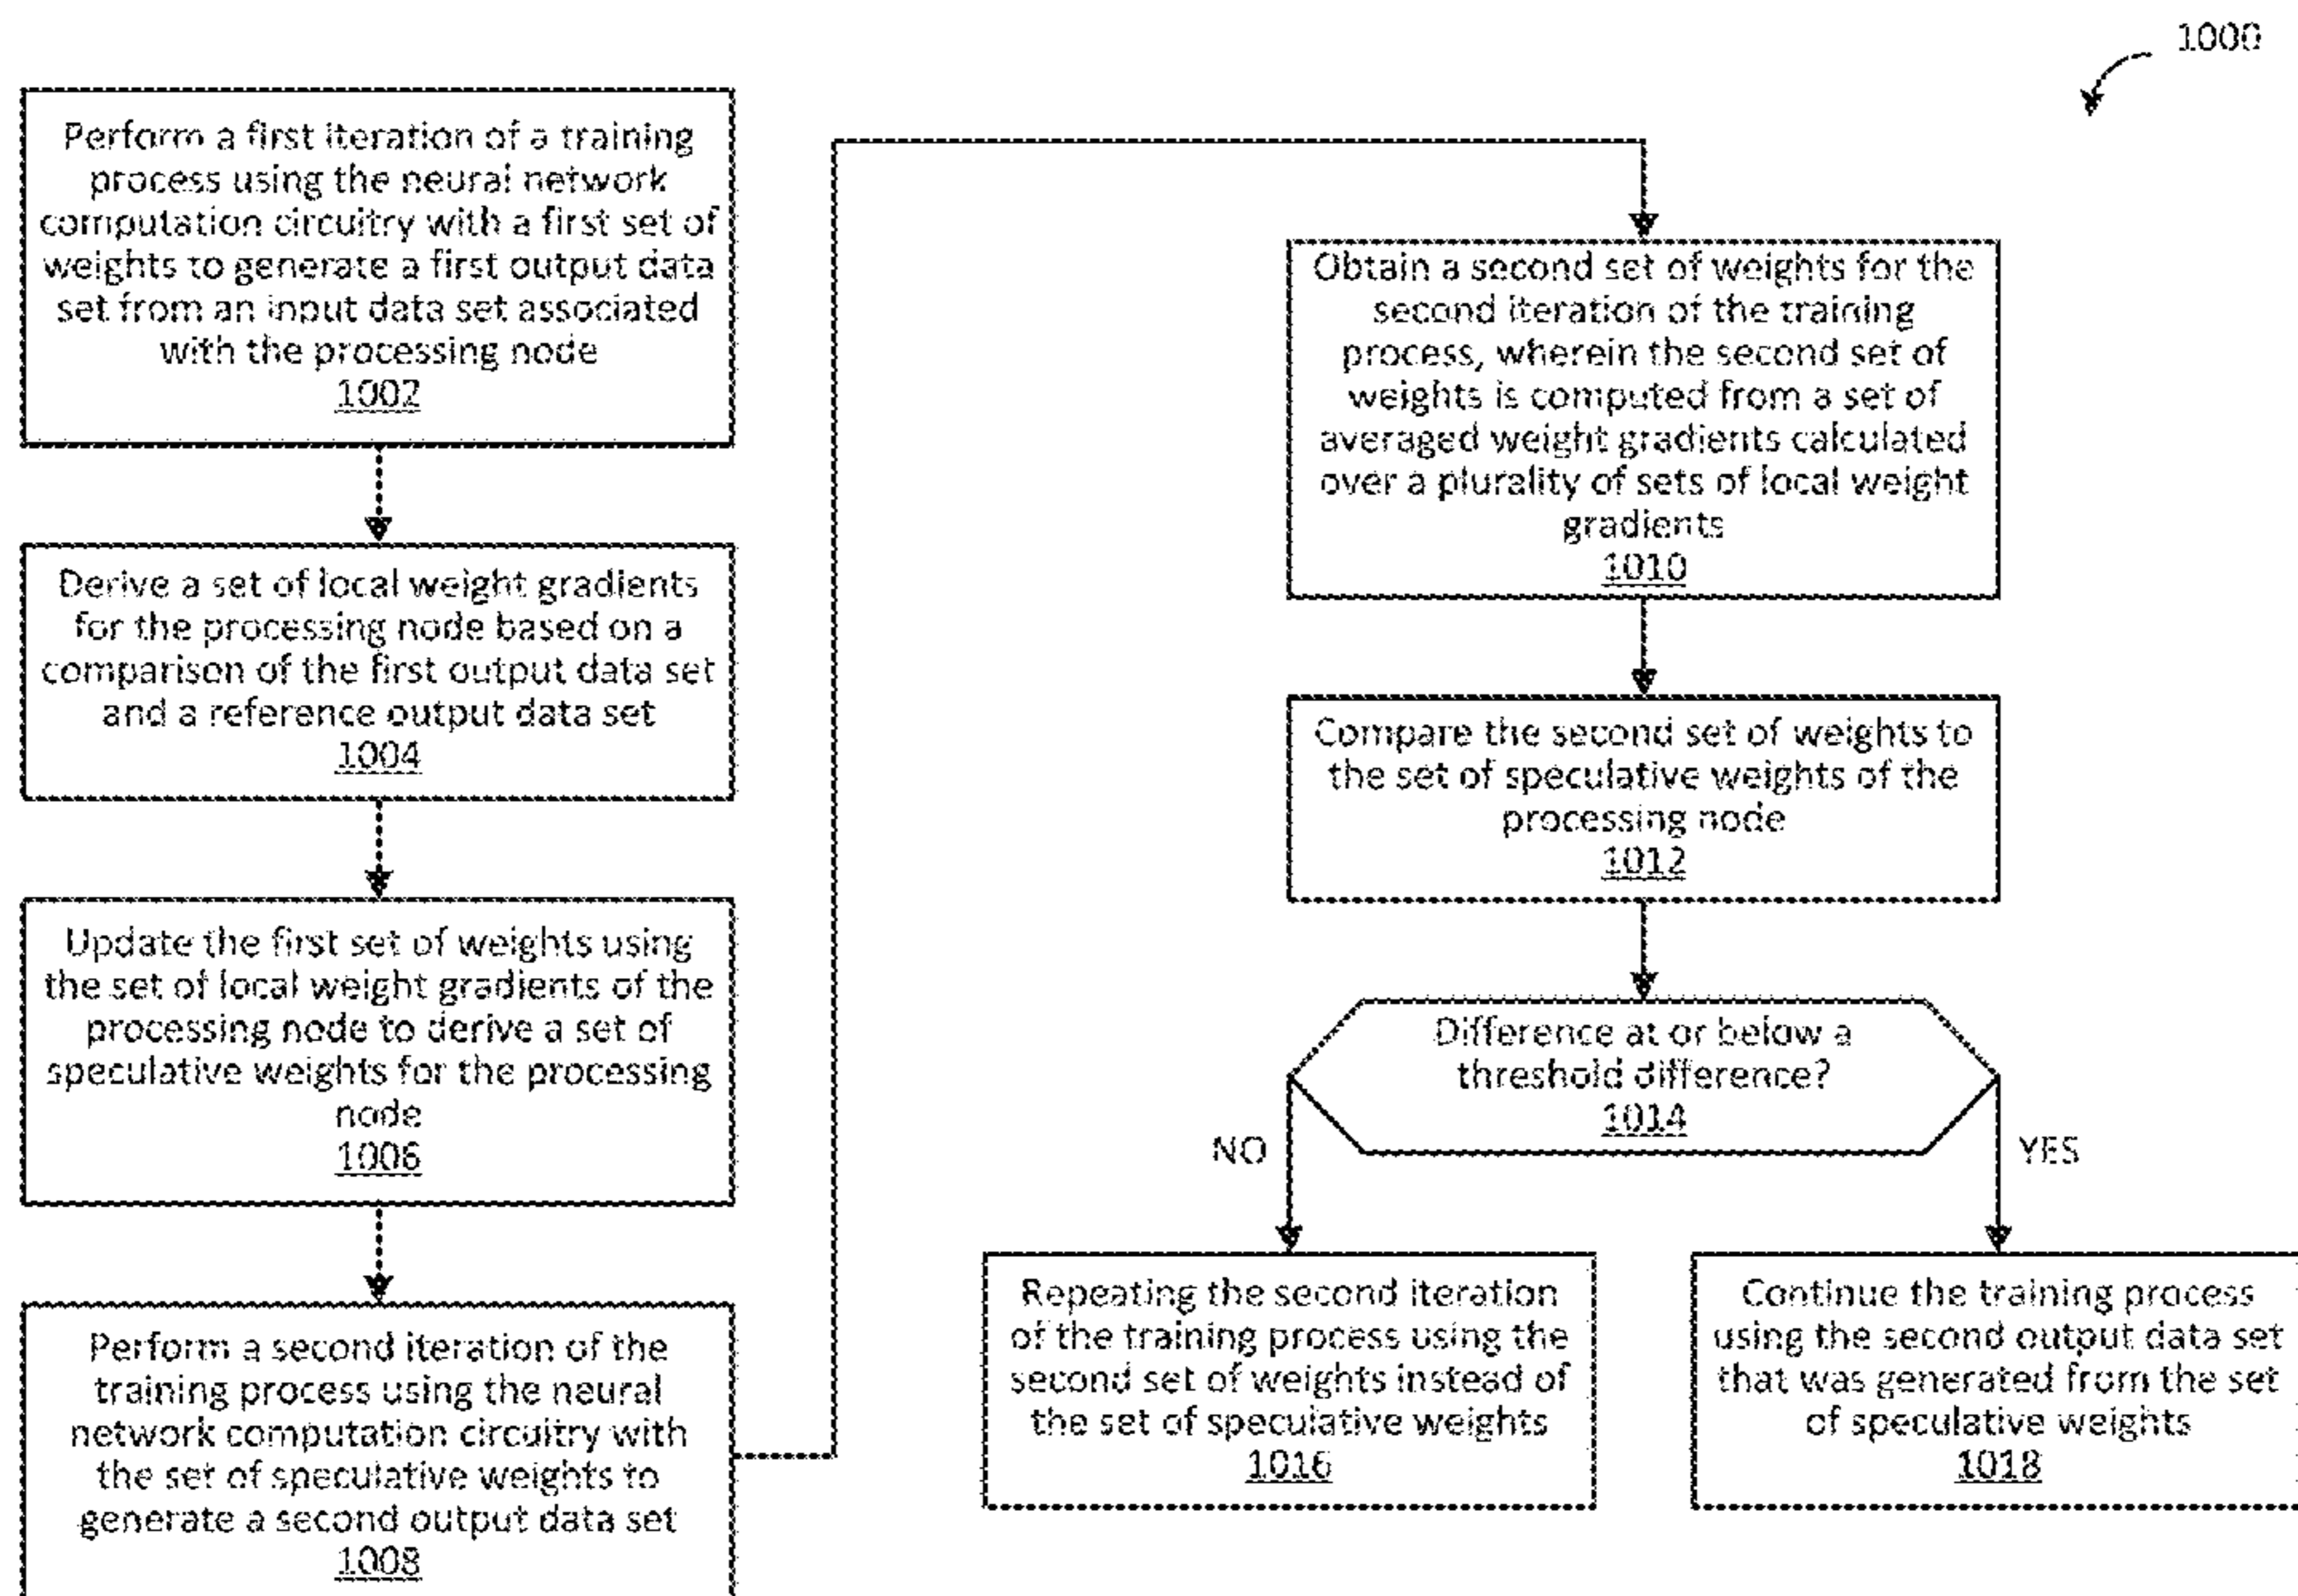 1000
Perform a first iteration of a training
process using the neural network
computation circuitry with a first set of
weights to generate a first output data
set from an input data set associated
with the processing node
1002
Derive a set of local weight gradients
for the processing node based on a
comparison of the first output data set
and a reference output data set
1004
Update the first set of weights using
the set of local weight gradients of the
processing node to derive a set of
speculative weights for the processing
node
1006
Perform a second iteration of the
training process using the neural
network computation circuitry with
the set of speculative weights to
generate a second output data set
1008
Obtain a second set of weights for the
second iteration of the training
process, wherein the second set of
weights is computed from a set of
averaged weight gradients calculated
over a plurality of sets of local weight
gradients
1010
Compare the second set of weights to
the set of speculative weights of the
processing node
1012
Difference at or below a
threshold difference?
1014
NO
YES
Repeating the second iteration
of the training process using the
second set of weights instead of
the set of speculative weights
1016
Continue the training process
using the second output data set
that was generated from the set
of speculative weights
1018